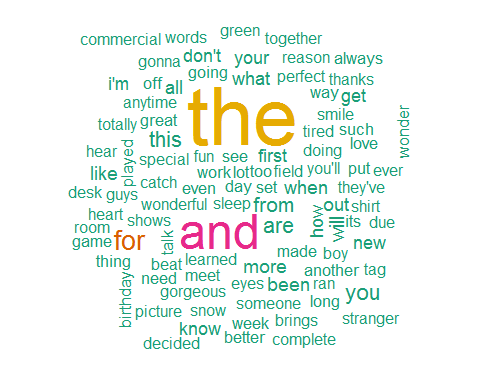 green
commercial words together
gonna don't your reason always
going what perfect thanks
i'm off all way get
anytime the smile
totally great this tired such
wonder
hear played special fun see first doing love
like work lottoo field you'll put ever
desk guys catch even day set when they've
wonderful sleep from how out shirt
heart shows and are will its due
room for talk new
game
thing beat learned made boy
need meet more another tag
birthday gorgeous eyes been ran you
picture snow someone long
know week brings stranger
decided better complete